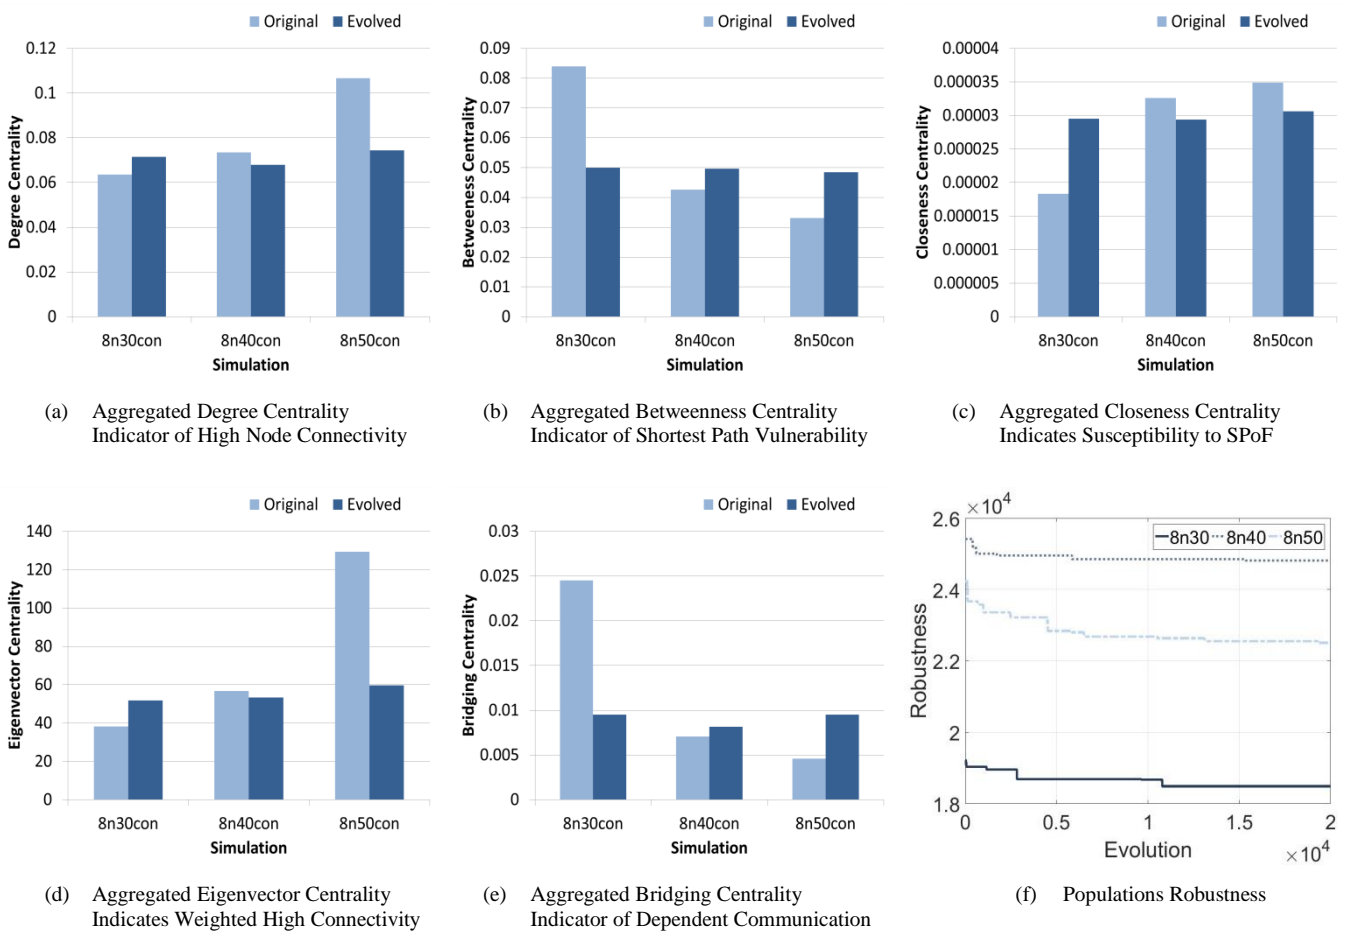 Original Evolved
0.12
0.1
0.08
0.06
0.04
0.02
0
Degree Centrality
8n30con 8n40con 8n50con
Simulation
(a) Aggregated Degree Centrality
Indicator of High Node Connectivity
Original Evolved
0.09
0.08
0.07
0.06
0.05
0.04
0.03
0.02
0.01
0
Betweeness Centrality
8n30con 8n40con 8n50con
Simulation
(b) Aggregated Betweenness Centrality
Indicator of Shortest Path Vulnerability
Original Evolved
0.00004
0.000035
0.00003
0.000025
0.00002
0.000015
0.00001
0.000005
0
Closeness Centrality
8n30con 8n40con 8n50con
Simulation
(c) Aggregated Closeness Centrality
Indicates Susceptibility to SPoF
Original Evolved
140
120
100
80
60
40
20
0
Eigenvector Centrality
8n30con 8n40con 8n50con
Simulation
(d) Aggregated Eigenvector Centrality
Indicates Weighted High Connectivity
Original Evolved
0.03
0.025
0.02
0.015
0.01
0.005
0
Bridging Centrality
8n30con 8n40con 8n50con
Simulation
(e) Aggregated Bridging Centrality
Indicator of Dependent Communication
×10^4
8n30 8n40 8n50
2.6
2.4
2.2
2
1.8
Robustness
0 0.5 1 1.5 2
Evolution
×10^4
(f) Populations Robustness